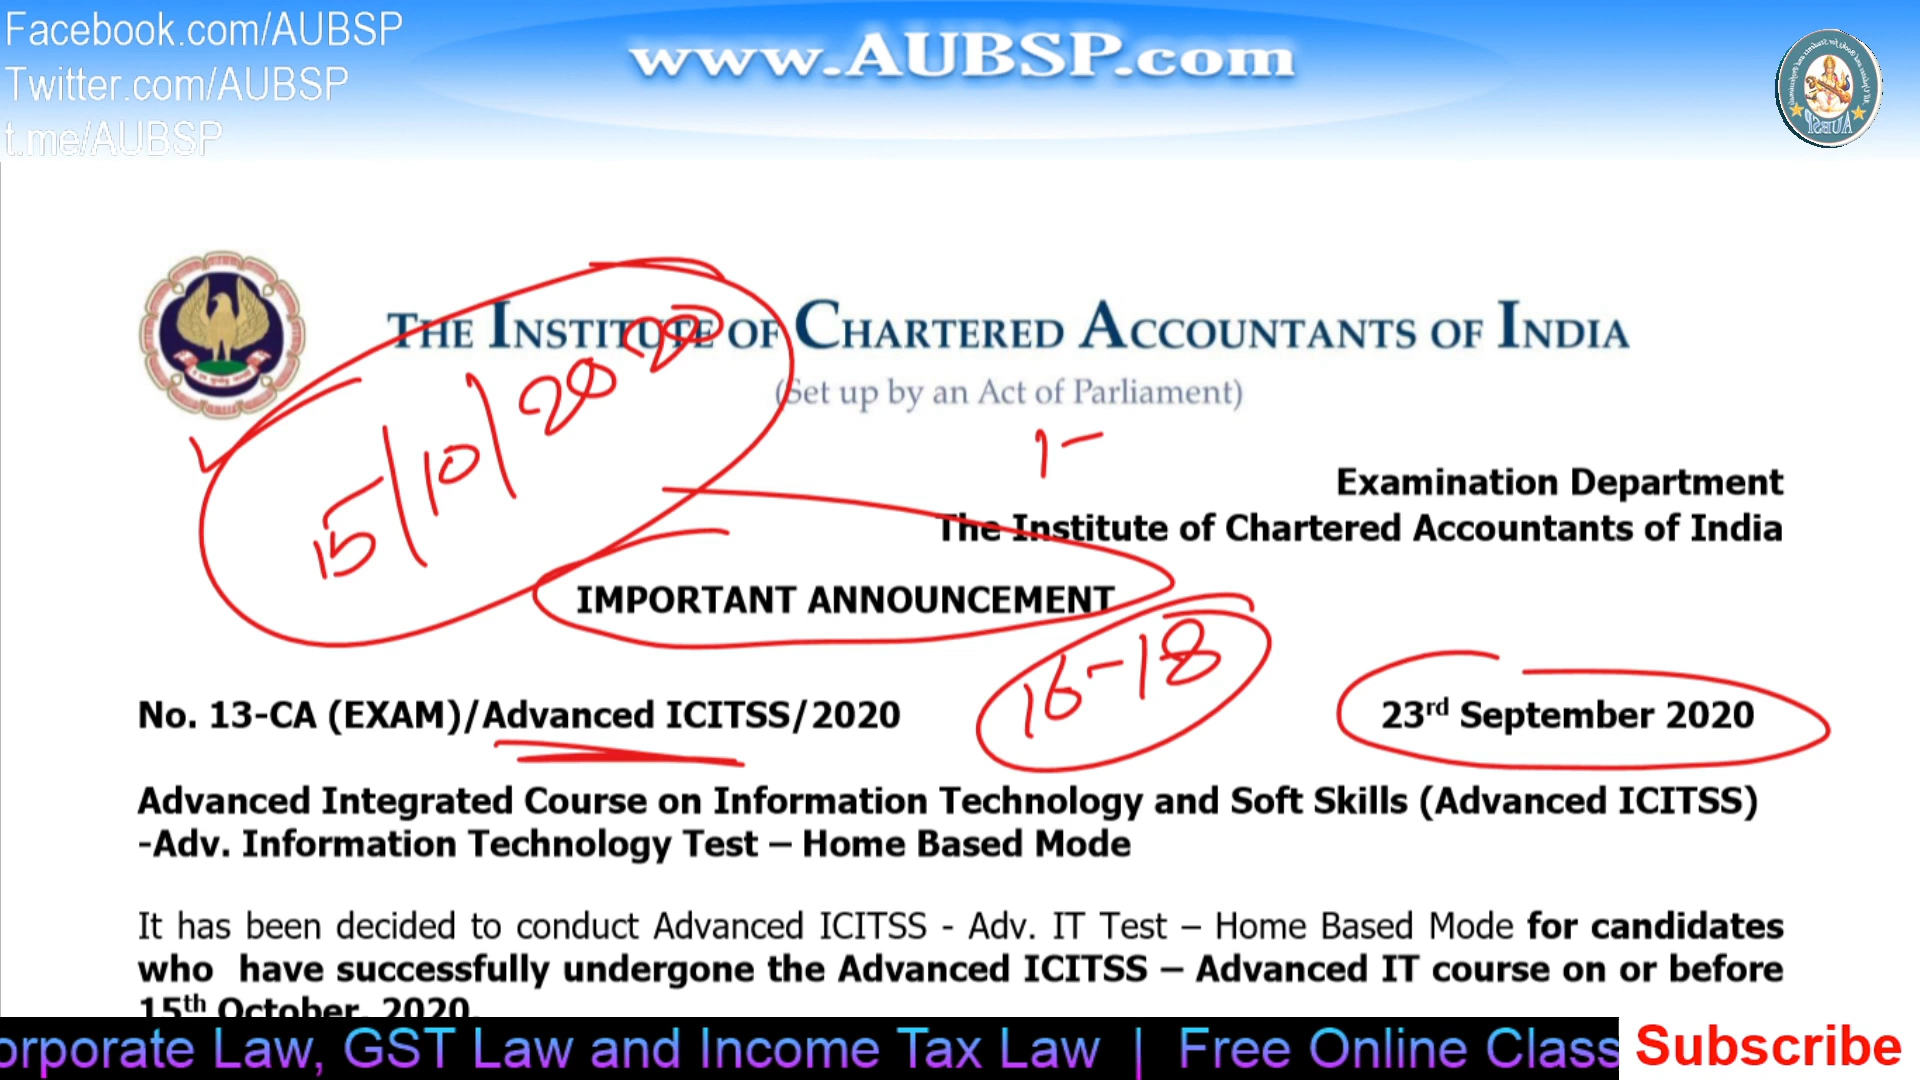 Facebook.com/AUBSP
Twitter.com/AUBSP
t.me/AUBSP
www.AUBSP.com
AUBSP
THE INSTITUTE OF CHARTERED ACCOUNTANTS OF INDIA
(Set up by an Act of Parliament)
15/10/2020
1-
Examination Department
The Institute of Chartered Accountants of India
IMPORTANT ANNOUNCEMENT
16-18
No. 13-CA (EXAM)/Advanced ICITSS/2020
23rd September 2020
Advanced Integrated Course on Information Technology and Soft Skills (Advanced ICITSS)
-Adv. Information Technology Test – Home Based Mode
It has been decided to conduct Advanced ICITSS - Adv. IT Test – Home Based Mode for candidates
who have successfully undergone the Advanced ICITSS – Advanced IT course on or before
15th October, 2020.
orporate Law, GST Law and Income Tax Law | Free Online Class
Subscribe